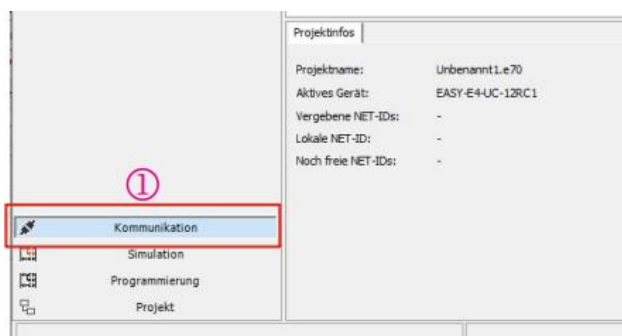 Projektinfos
Projektname: Unbenannt1.e70
Aktives Gerät: EASY-E4-UC-12RC1
Vergebene NET-IDs: -
Lokale NET-ID: -
Noch freie NET-IDs: -
①
Kommunikation
Simulation
Programmierung
Projekt